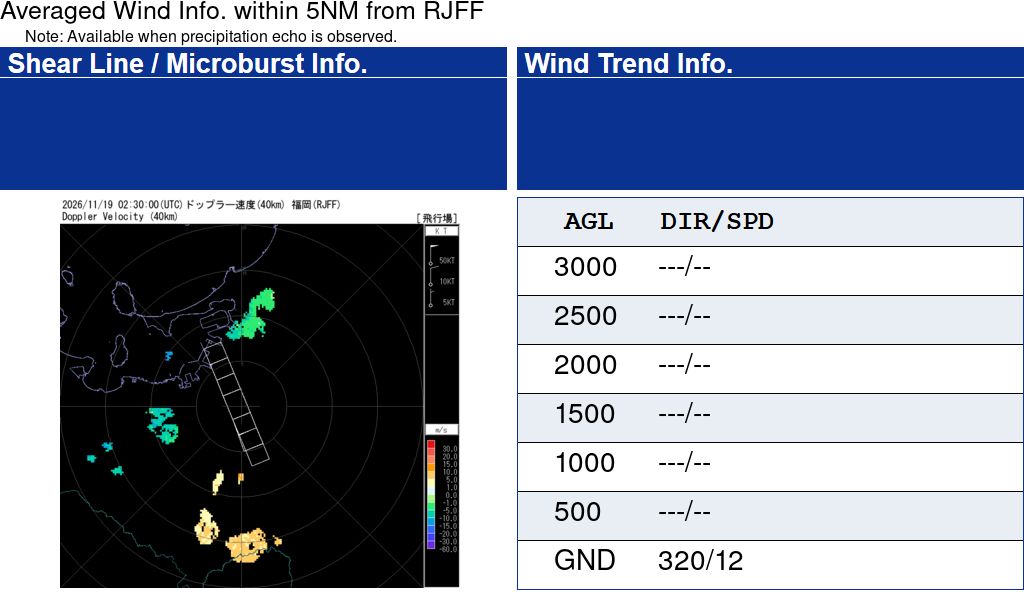 Averaged Wind Info. within 5NM from RJFF
Note: Available when precipitation echo is observed.
Shear Line / Microburst Info.
Wind Trend Info.
2026/11/19 02:30:00(UTC) ドップラー速度(40km) 福岡(RJFF)
Doppler Velocity (40km)
[飛行場]
KT
50KT
10KT
5KT
m/s
30.0
20.0
15.0
10.0
5.0
1.0
0.0
-1.0
-5.0
-10.0
-15.0
-20.0
-30.0
-60.0
AGL DIR/SPD
3000 ---/--
2500 ---/--
2000 ---/--
1500 ---/--
1000 ---/--
500 ---/--
GND 320/12